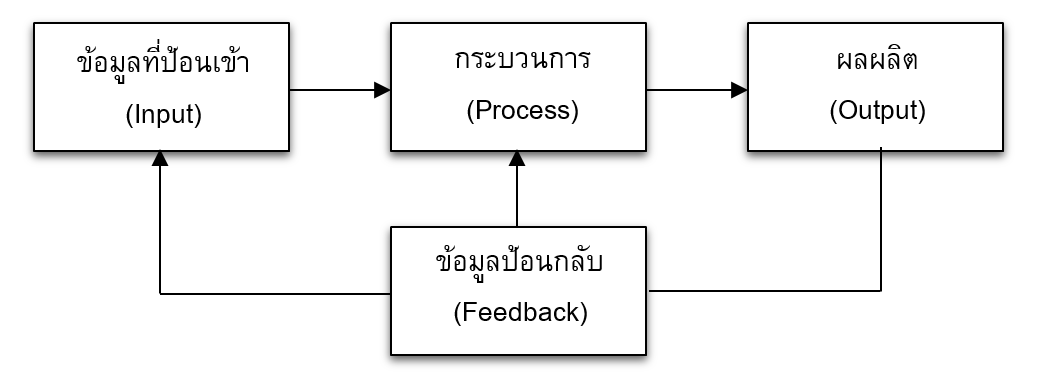 ข้อมูลที่ป้อนเข้า
(Input)
กระบวนการ
(Process)
ผลผลิต
(Output)
ข้อมูลป้อนกลับ
(Feedback)